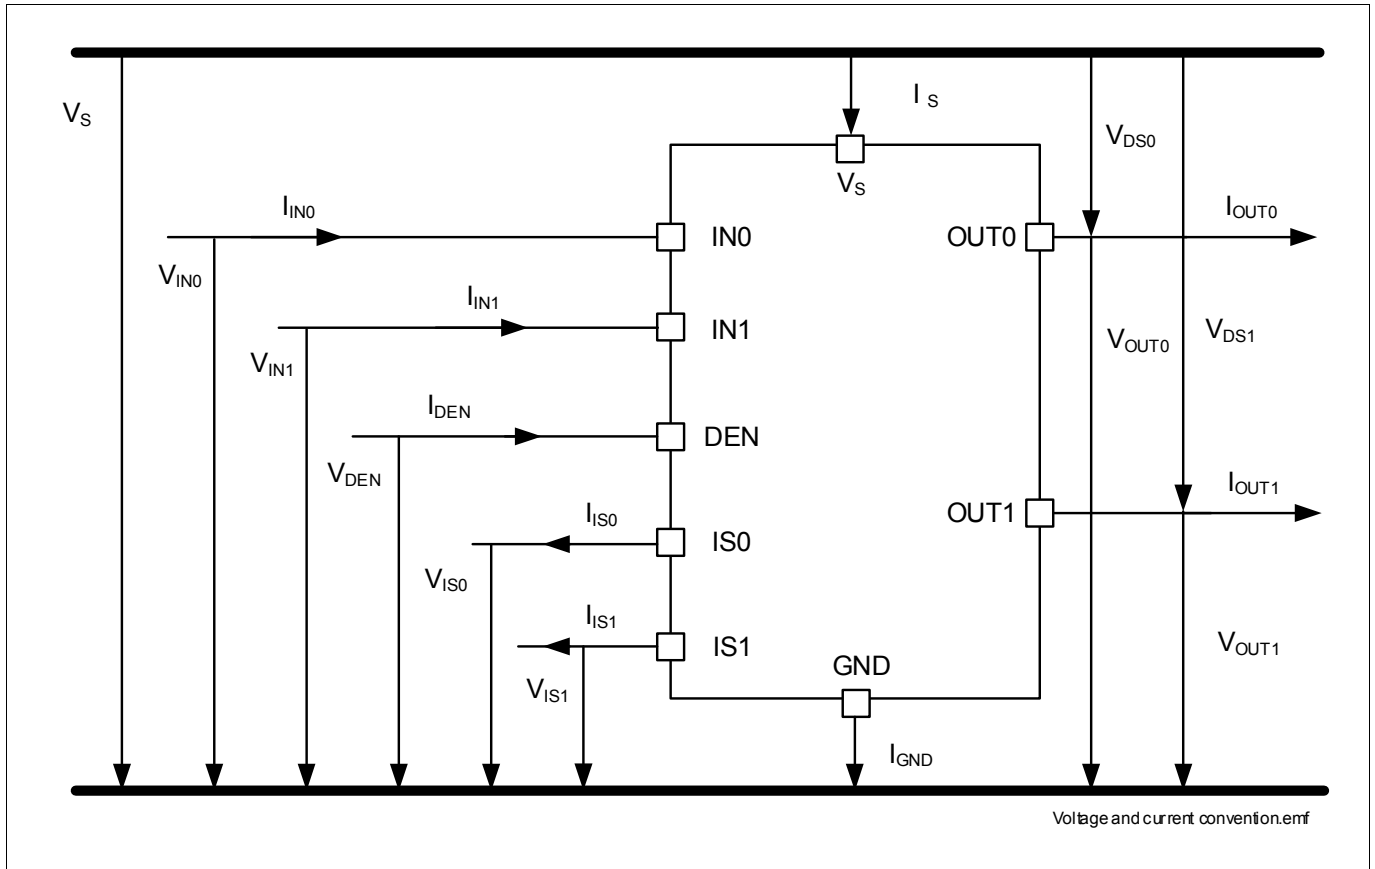 V_S
I_S
V_DS0
V_S
I_IN0
I_OUT0
IN0
OUT0
V_IN0
I_IN1
IN1
V_OUT0
V_DS1
V_IN1
I_DEN
DEN
V_DEN
I_OUT1
I_IS0
OUT1
IS0
V_IS0
I_IS1
IS1
V_OUT1
GND
V_IS1
I_GND
Voltage and current convention.emf